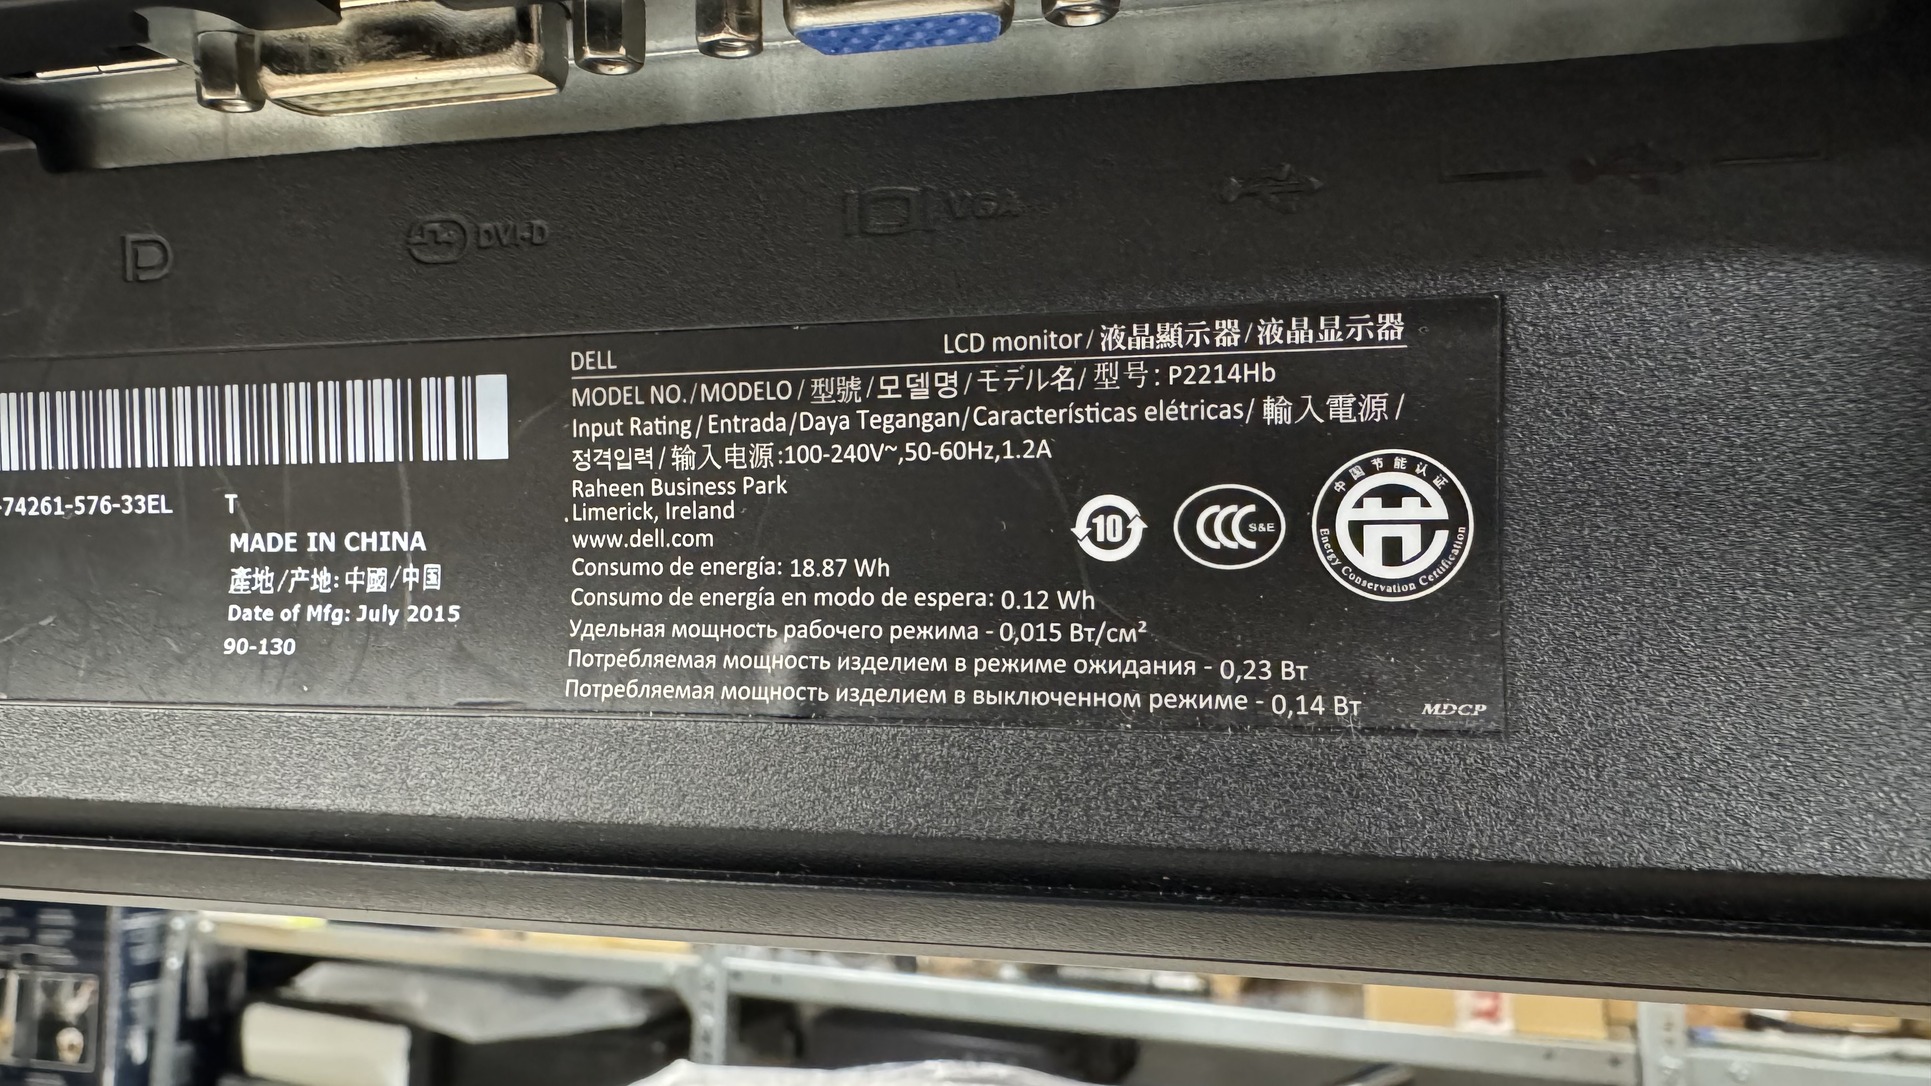 DVI-D
VGA
DELL
LCD monitor/液晶顯示器/液晶显示器
MODEL NO./MODELO/型號/모델명/モデル名/型号: P2214Hb
Input Rating/Entrada/Daya Tegangan/Características elétricas/輸入電源/
정격입력/输入电源:100-240V~,50-60Hz,1.2A
Raheen Business Park
Limerick, Ireland
www.dell.com
Consumo de energía: 18.87 Wh
Consumo de energía en modo de espera: 0.12 Wh
Удельная мощность рабочего режима - 0,015 Вт/см²
Потребляемая мощность изделием в режиме ожидания - 0,23 Вт
Потребляемая мощность изделием в выключенном режиме - 0,14 Вт
MDCP
10
CCC S&E
中国节能认证
Energy Conservation Certification
-74261-576-33EL T
MADE IN CHINA
產地/产地: 中國/中国
Date of Mfg: July 2015
90-130